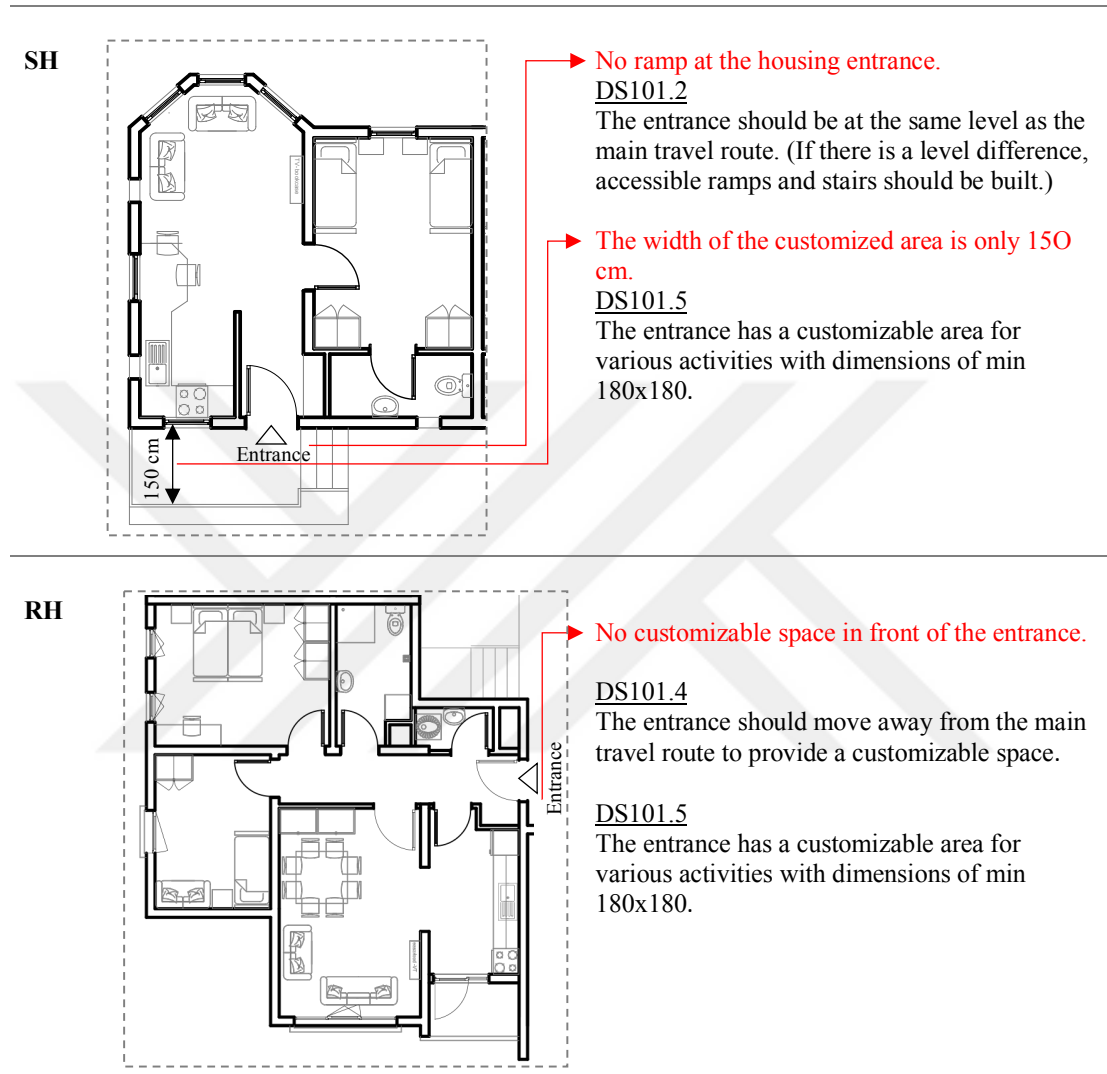 SH
No ramp at the housing entrance.
DS101.2
The entrance should be at the same level as the
main travel route. (If there is a level difference,
accessible ramps and stairs should be built.)
The width of the customized area is only 15O
cm.
DS101.5
The entrance has a customizable area for
various activities with dimensions of min
180x180.
Entrance
150 cm
RH
No customizable space in front of the entrance.
DS101.4
The entrance should move away from the main
travel route to provide a customizable space.
DS101.5
The entrance has a customizable area for
various activities with dimensions of min
180x180.
Entrance